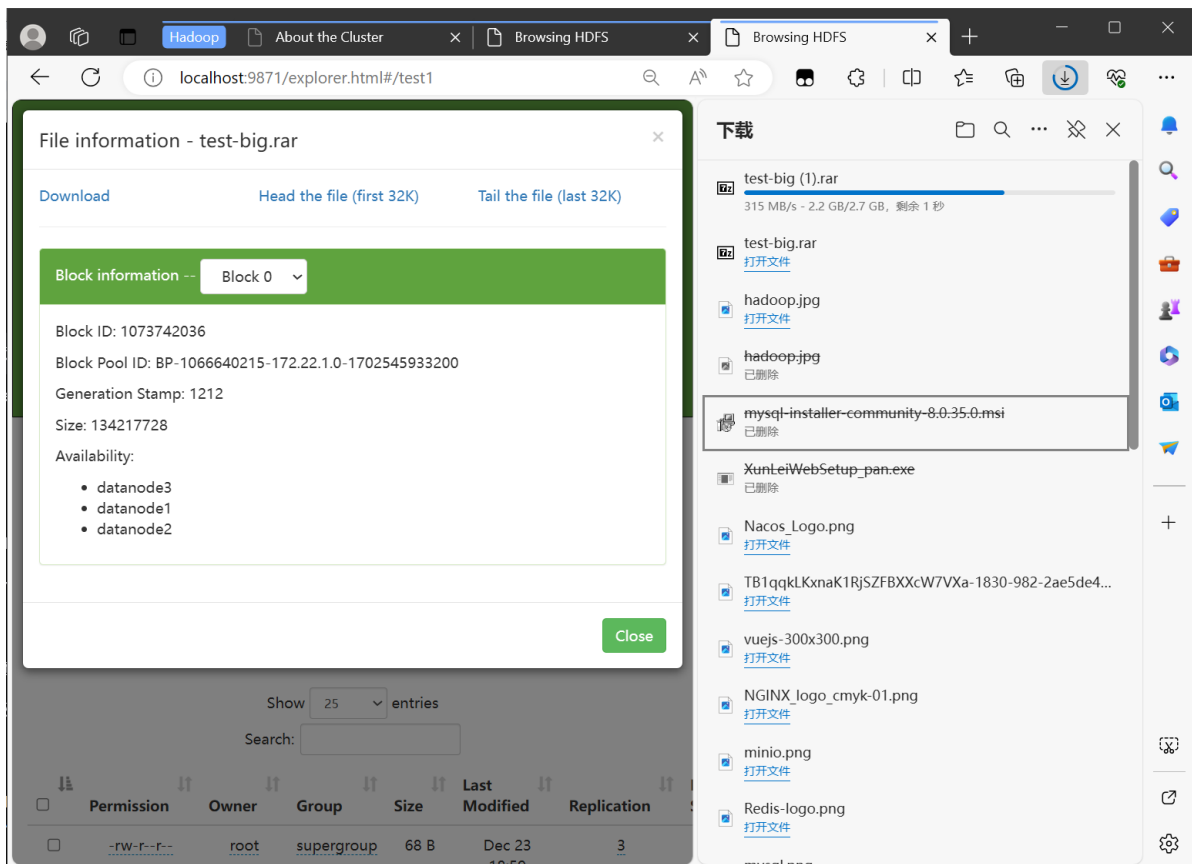 Hadoop
About the Cluster
Browsing HDFS
Browsing HDFS
localhost:9871/explorer.html#/test1
File information - test-big.rar
Download
Head the file (first 32K)
Tail the file (last 32K)
Block information --
Block 0
Block ID: 1073742036
Block Pool ID: BP-1066640215-172.22.1.0-1702545933200
Generation Stamp: 1212
Size: 134217728
Availability:
datanode3
datanode1
datanode2
Close
Show 25 entries
Search:
Permission Owner Group Size Last Modified Replication
-rw-r--r-- root supergroup 68 B Dec 23 3
下载
test-big (1).rar
315 MB/s - 2.2 GB/2.7 GB，剩余 1 秒
test-big.rar
打开文件
hadoop.jpg
打开文件
hadoop.jpg
已删除
mysql-installer-community-8.0.35.0.msi
已删除
XunLeiWebSetup_pan.exe
已删除
Nacos_Logo.png
打开文件
TB1qqkLKxnaK1RjSZFBXXcW7VXa-1830-982-2ae5de4...
打开文件
vuejs-300x300.png
打开文件
NGINX_logo_cmyk-01.png
打开文件
minio.png
打开文件
Redis-logo.png
打开文件